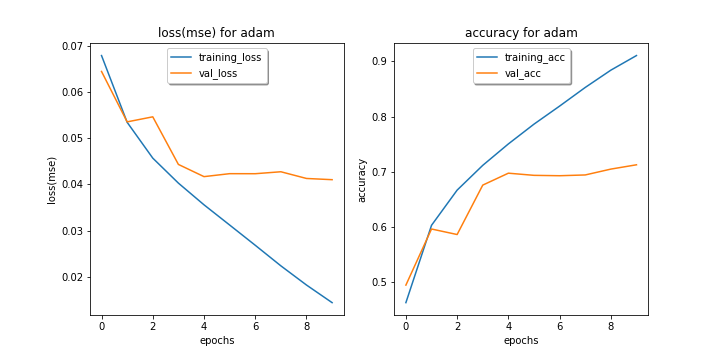 loss(mse) for adam
training_loss
val_loss
0.07
0.06
0.05
0.04
0.03
0.02
loss(mse)
0 2 4 6 8
epochs
accuracy for adam
training_acc
val_acc
0.9
0.8
0.7
0.6
0.5
accuracy
0 2 4 6 8
epochs